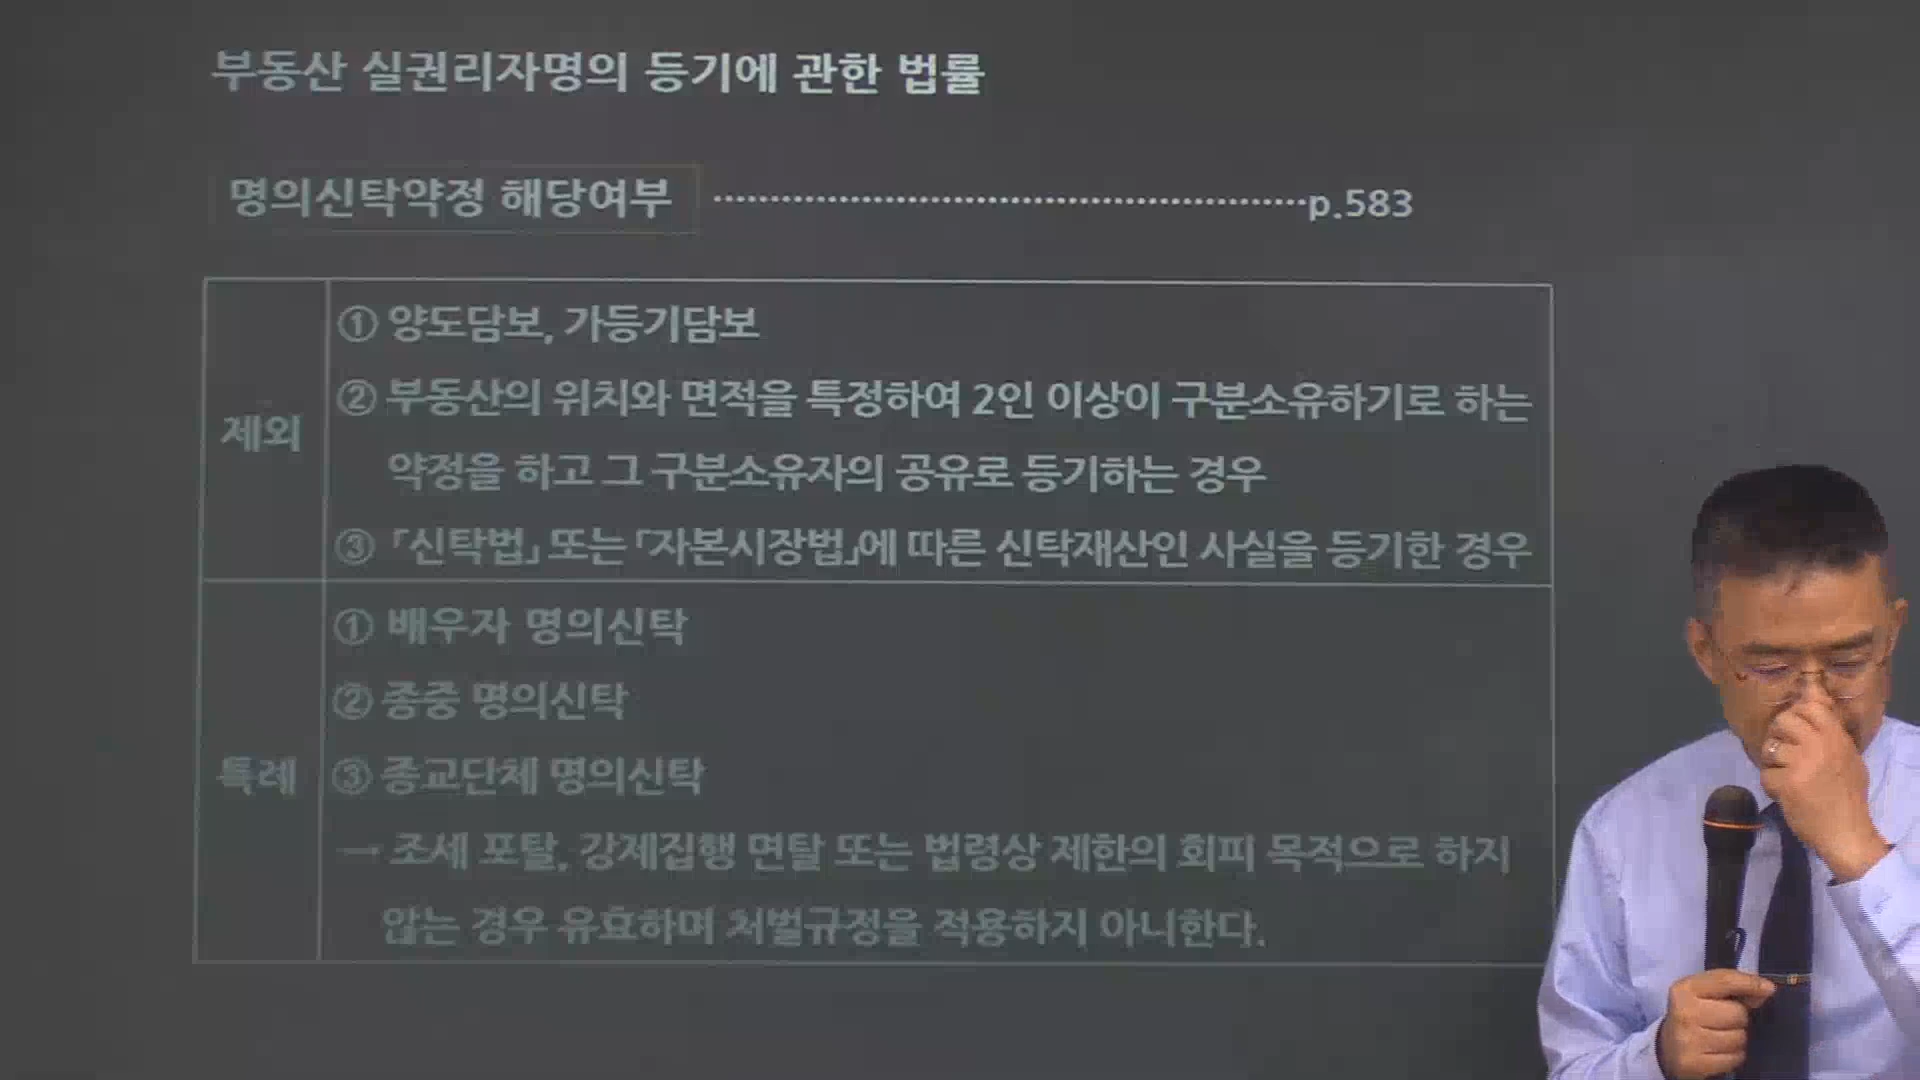 부동산 실권리자명의 등기에 관한 법률
명의신탁약정 해당여부 ································································p.583
제외
① 양도담보, 가등기담보
② 부동산의 위치와 면적을 특정하여 2인 이상이 구분소유하기로 하는
약정을 하고 그 구분소유자의 공유로 등기하는 경우
③ 「신탁법」 또는 「자본시장법」에 따른 신탁재산인 사실을 등기한 경우
특례
① 배우자 명의신탁
② 종중 명의신탁
③ 종교단체 명의신탁
→ 조세 포탈, 강제집행 면탈 또는 법령상 제한의 회피 목적으로 하지
않는 경우 유효하며 처벌규정을 적용하지 아니한다.